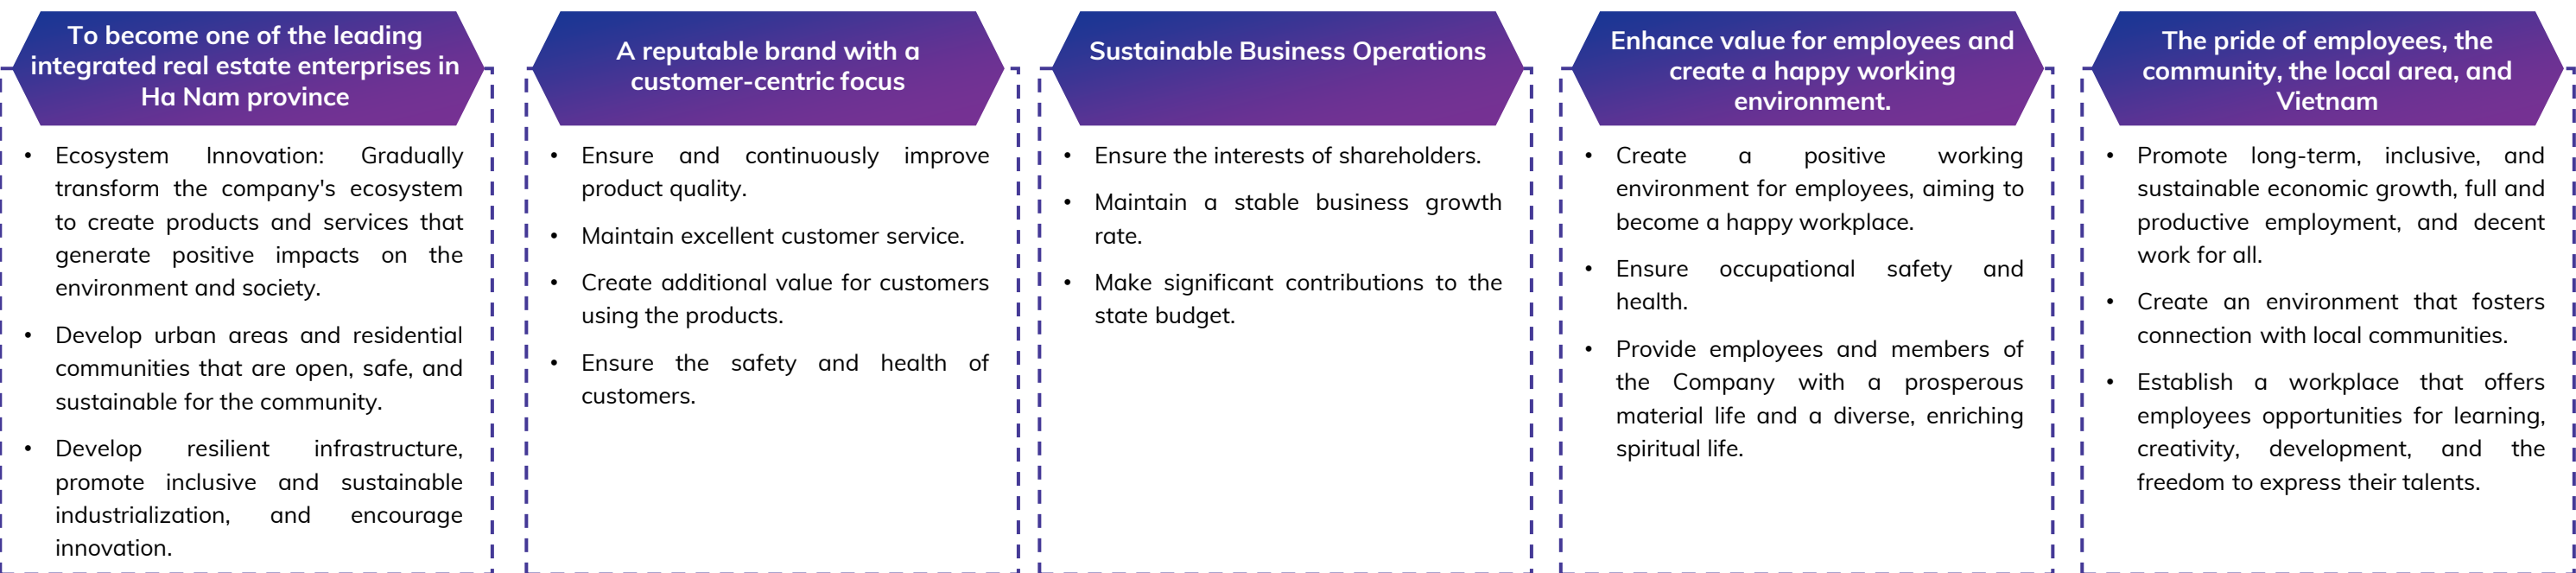 To become one of the leading
integrated real estate enterprises in
Ha Nam province
• Ecosystem Innovation: Gradually
transform the company's ecosystem
to create products and services that
generate positive impacts on the
environment and society.
• Develop urban areas and residential
communities that are open, safe, and
sustainable for the community.
• Develop resilient infrastructure,
promote inclusive and sustainable
industrialization, and encourage
innovation.
A reputable brand with a
customer-centric focus
• Ensure and continuously improve
product quality.
• Maintain excellent customer service.
• Create additional value for customers
using the products.
• Ensure the safety and health of
customers.
Sustainable Business Operations
• Ensure the interests of shareholders.
• Maintain a stable business growth
rate.
• Make significant contributions to the
state budget.
Enhance value for employees and
create a happy working
environment.
• Create a positive working
environment for employees, aiming to
become a happy workplace.
• Ensure occupational safety and
health.
• Provide employees and members of
the Company with a prosperous
material life and a diverse, enriching
spiritual life.
The pride of employees, the
community, the local area, and
Vietnam
• Promote long-term, inclusive, and
sustainable economic growth, full and
productive employment, and decent
work for all.
• Create an environment that fosters
connection with local communities.
• Establish a workplace that offers
employees opportunities for learning,
creativity, development, and the
freedom to express their talents.